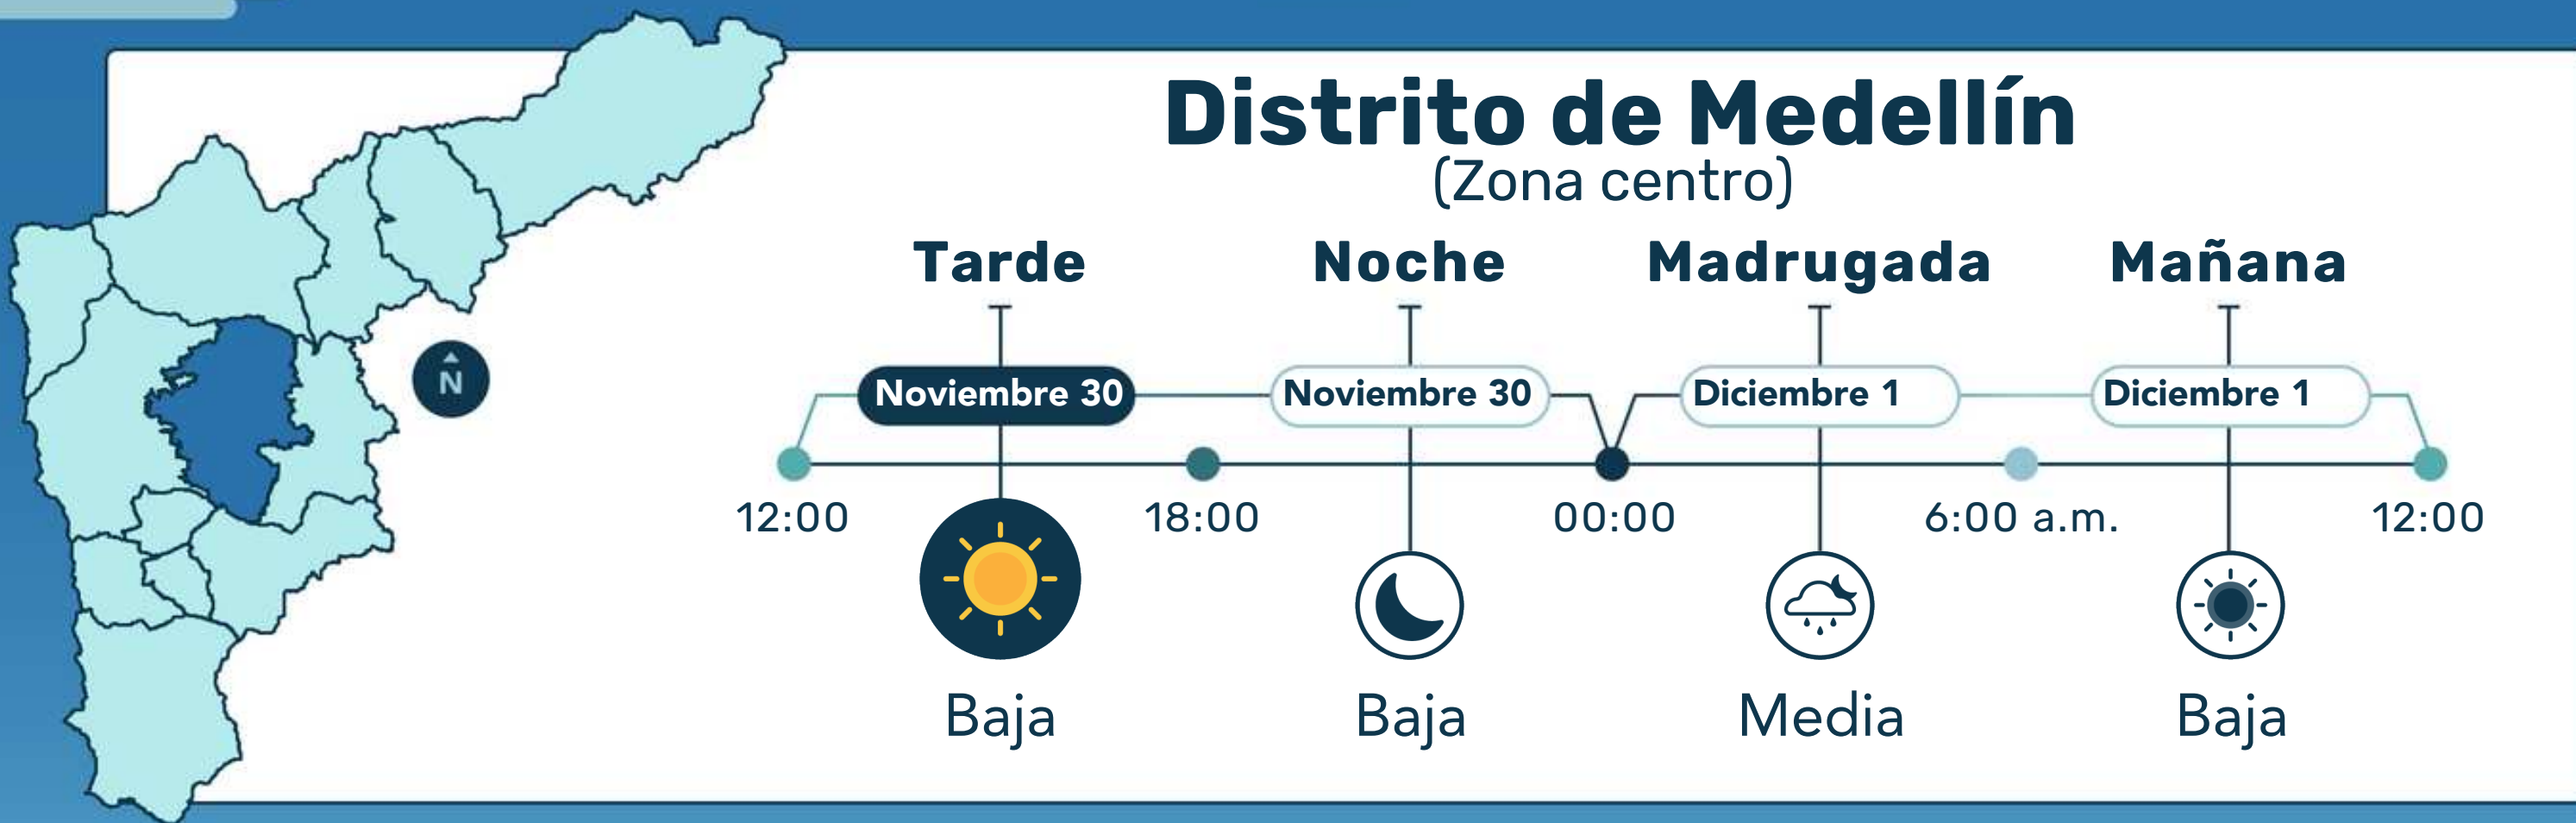 Distrito de Medellín
(Zona centro)
Tarde Noche Madrugada Mañana
N
Noviembre 30 Noviembre 30 Diciembre 1 Diciembre 1
12:00 18:00 00:00 6:00 a.m. 12:00
Baja Baja Media Baja